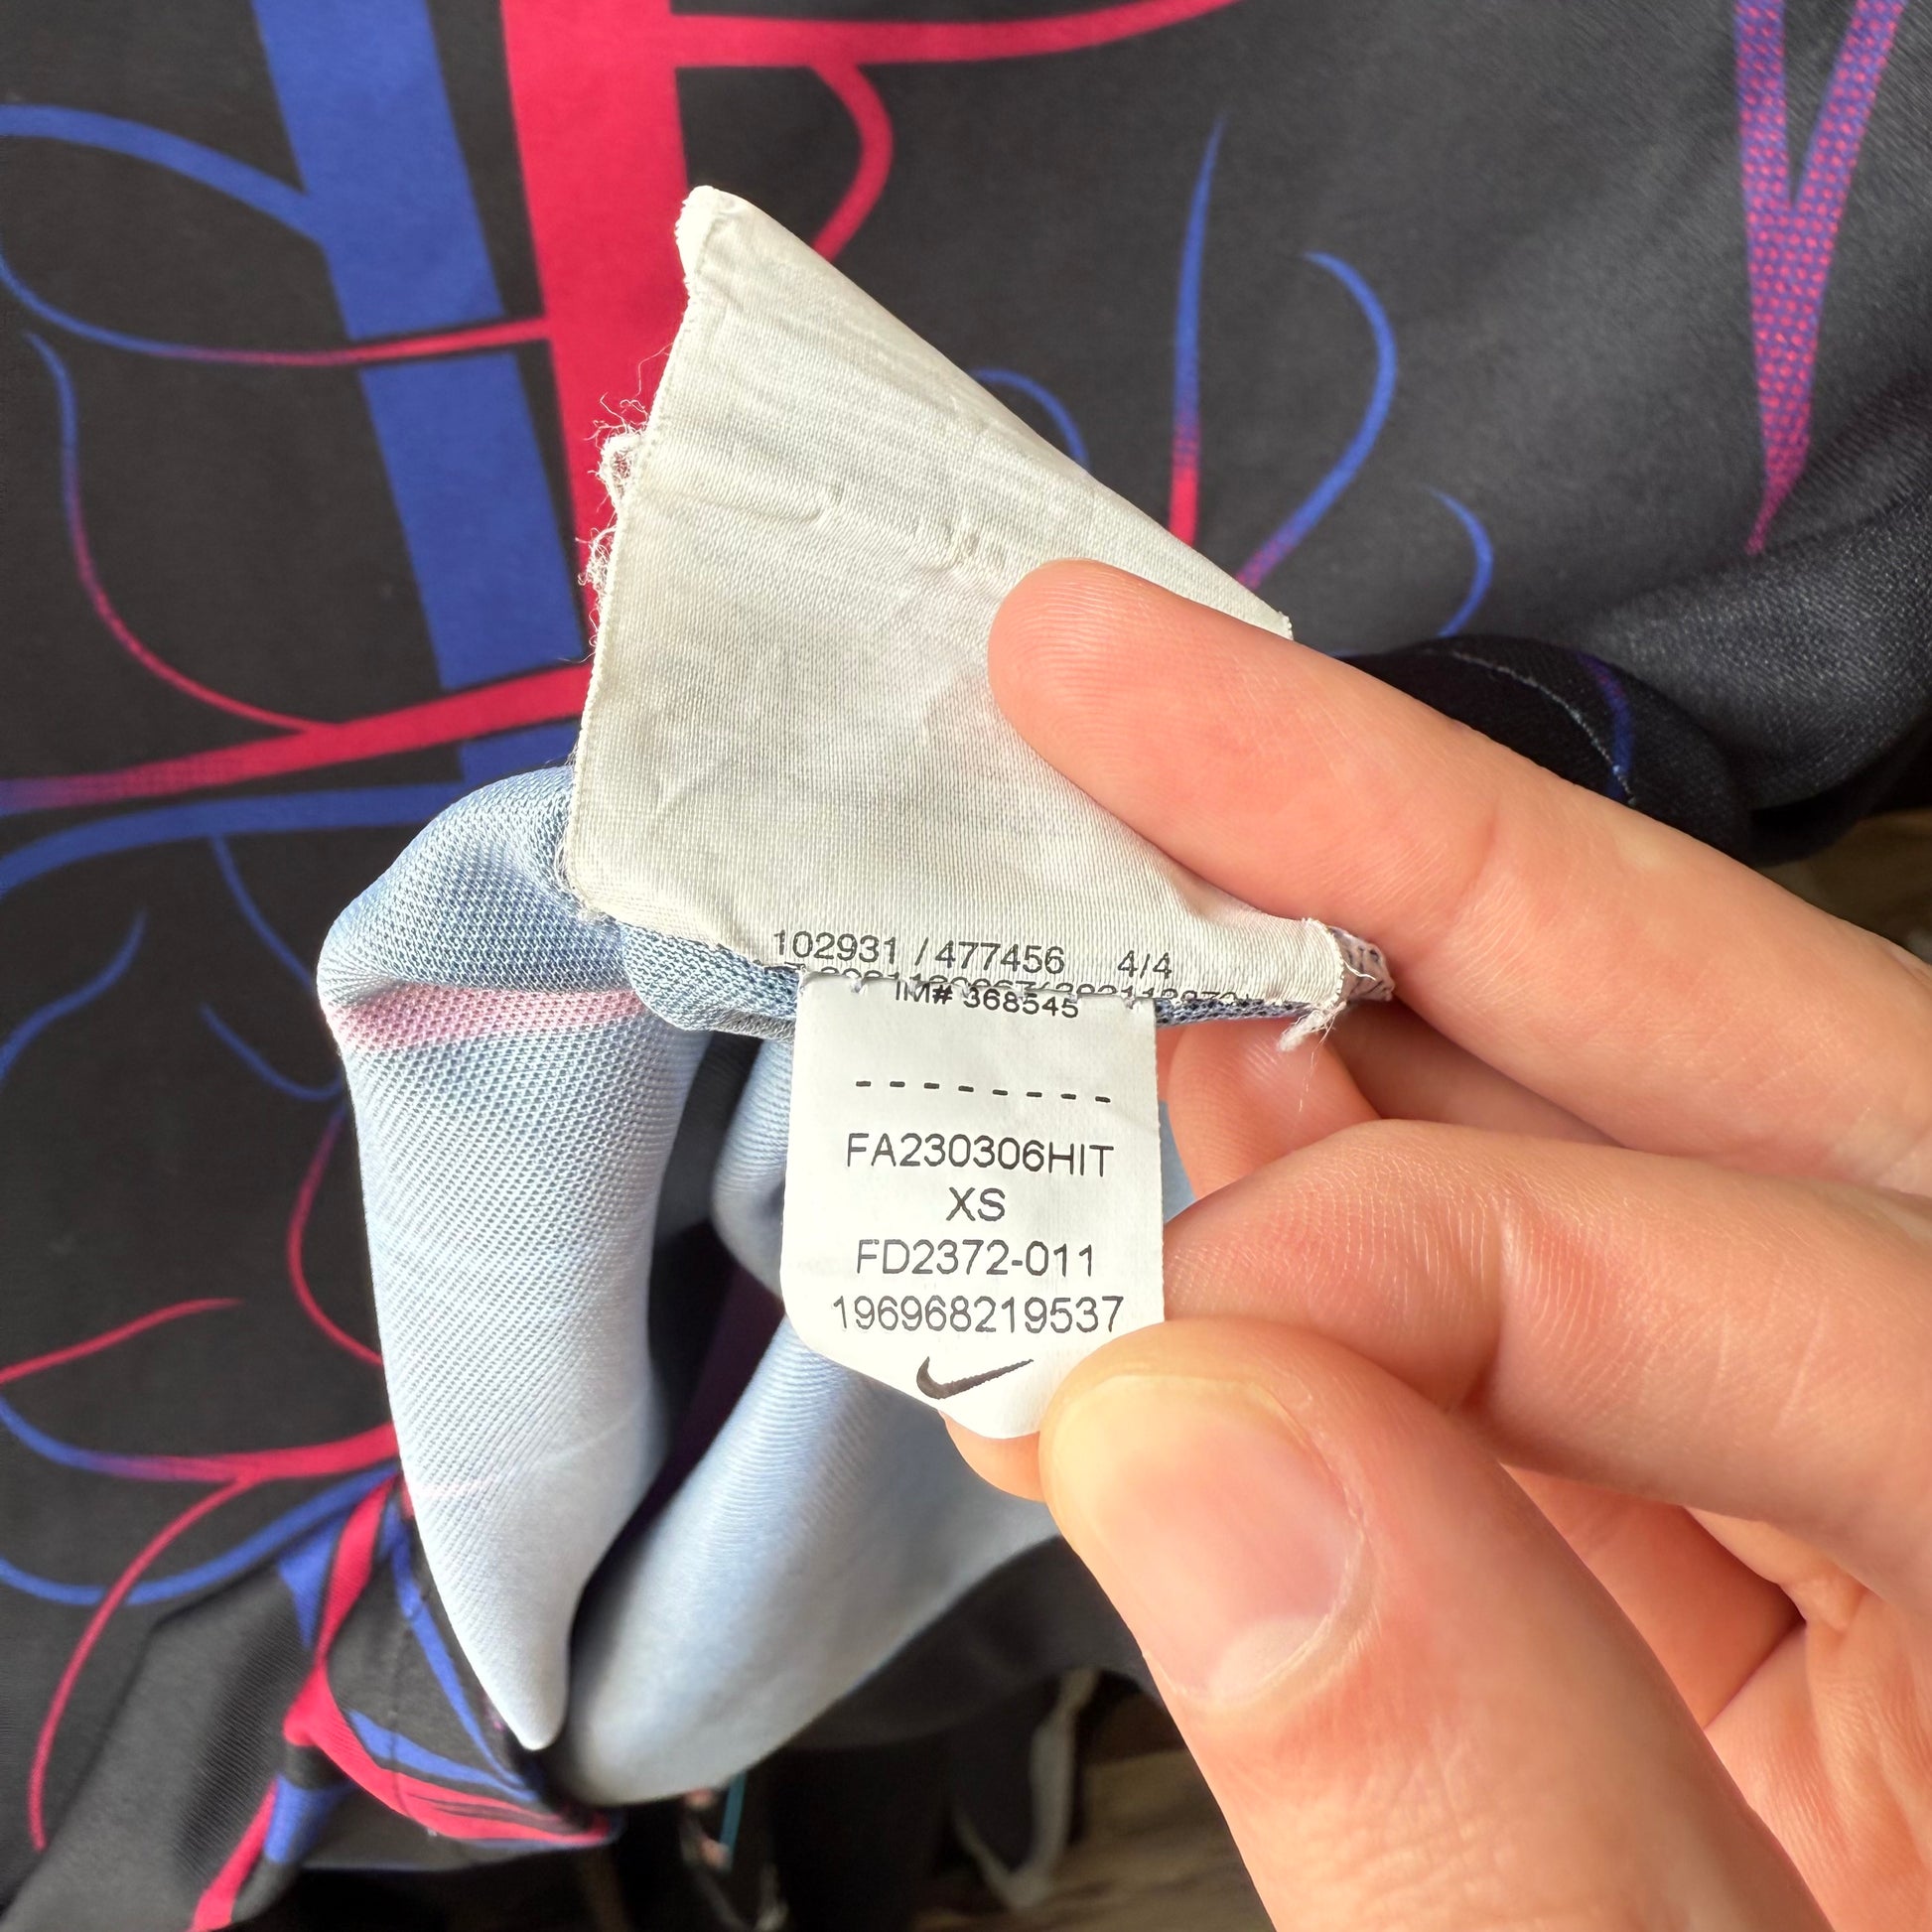 102931 / 477456 4/4
IM# 368545
--------
FA230306HIT
XS
FD2372-011
196968219537